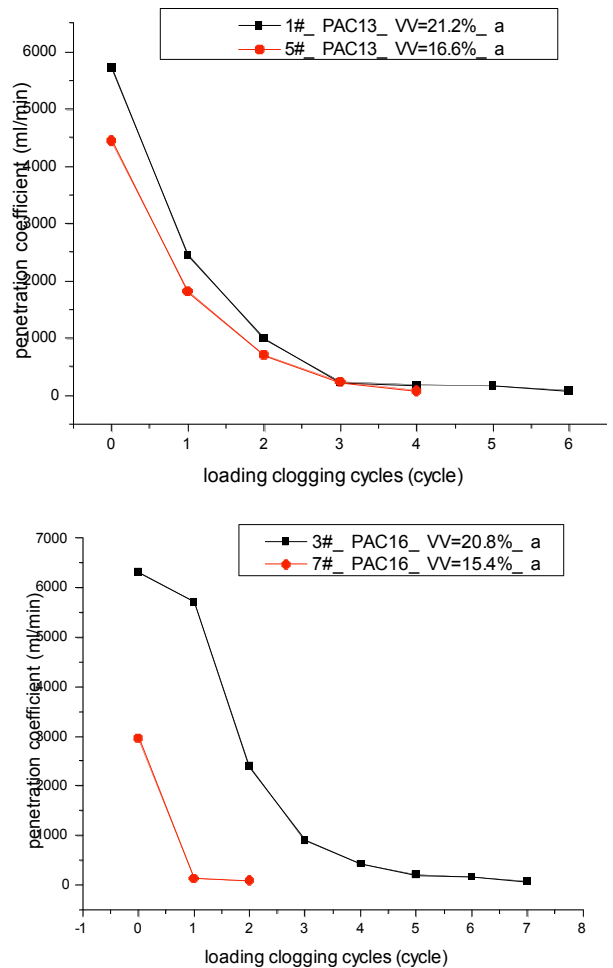 1#_ PAC13_ VV=21.2%_ a
5#_ PAC13_ VV=16.6%_ a
6000
5000
4000
3000
2000
1000
0
penetration coefficient (ml/min)
0 1 2 3 4 5 6
loading clogging cycles (cycle)
3#_ PAC16_ VV=20.8%_ a
7#_ PAC16_ VV=15.4%_ a
7000
6000
5000
4000
3000
2000
1000
0
penetration coefficient (ml/min)
-1 0 1 2 3 4 5 6 7 8
loading clogging cycles (cycle)